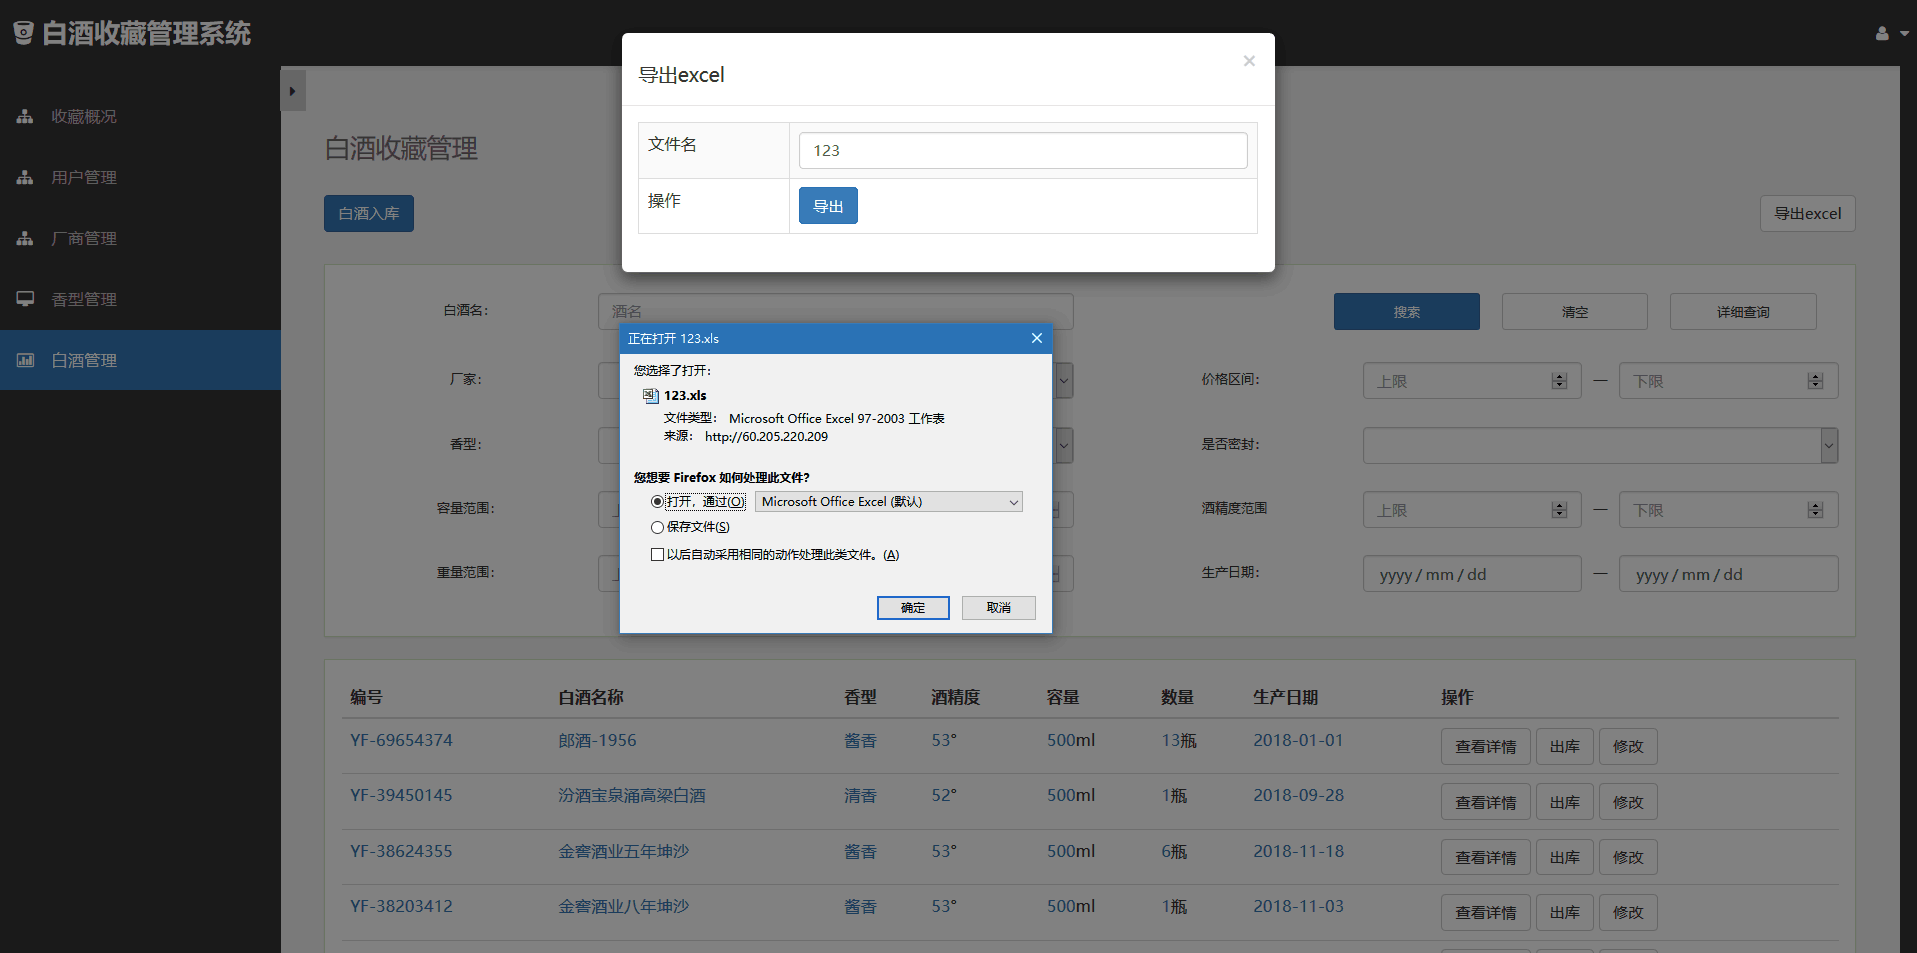 白酒收藏管理系统
收藏概况
用户管理
厂商管理
香型管理
白酒管理
导出excel
×
文件名
123
操作
导出
白酒收藏管理
白酒入库
导出excel
白酒名:
酒名
搜索
清空
详细查询
厂家:
价格区间:
上限
—
下限
香型:
是否密封:
容量范围:
酒精度范围
上限
—
下限
重量范围:
生产日期:
yyyy / mm / dd
—
yyyy / mm / dd
正在打开 123.xls
您选择了打开:
123.xls
文件类型: Microsoft Office Excel 97-2003 工作表
来源: http://60.205.220.209
您想要 Firefox 如何处理此文件?
打开，通过(O)
Microsoft Office Excel (默认)
保存文件(S)
以后自动采用相同的动作处理此类文件。(A)
确定
取消
编号 白酒名称 香型 酒精度 容量 数量 生产日期 操作
YF-69654374 郎酒-1956 酱香 53° 500ml 13瓶 2018-01-01 查看详情 出库 修改
YF-39450145 汾酒宝泉涌高梁白酒 清香 52° 500ml 1瓶 2018-09-28 查看详情 出库 修改
YF-38624355 金窖酒业五年坤沙 酱香 53° 500ml 6瓶 2018-11-18 查看详情 出库 修改
YF-38203412 金窖酒业八年坤沙 酱香 53° 500ml 1瓶 2018-11-03 查看详情 出库 修改